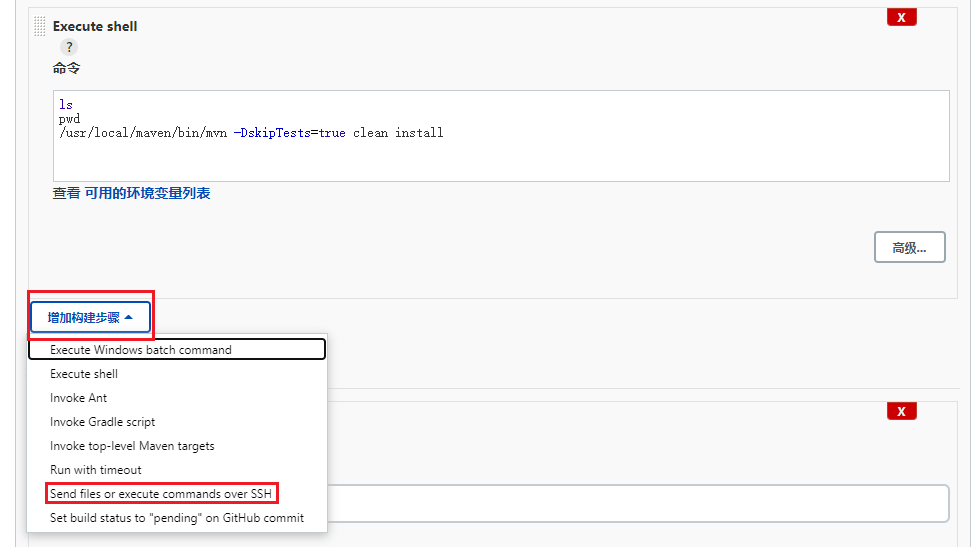 Execute shell
X
?
命令
ls
pwd
/usr/local/maven/bin/mvn -DskipTests=true clean install
查看 可用的环境变量列表
高级...
增加构建步骤
Execute Windows batch command
Execute shell
Invoke Ant
X
Invoke Gradle script
Invoke top-level Maven targets
Run with timeout
Send files or execute commands over SSH
Set build status to "pending" on GitHub commit